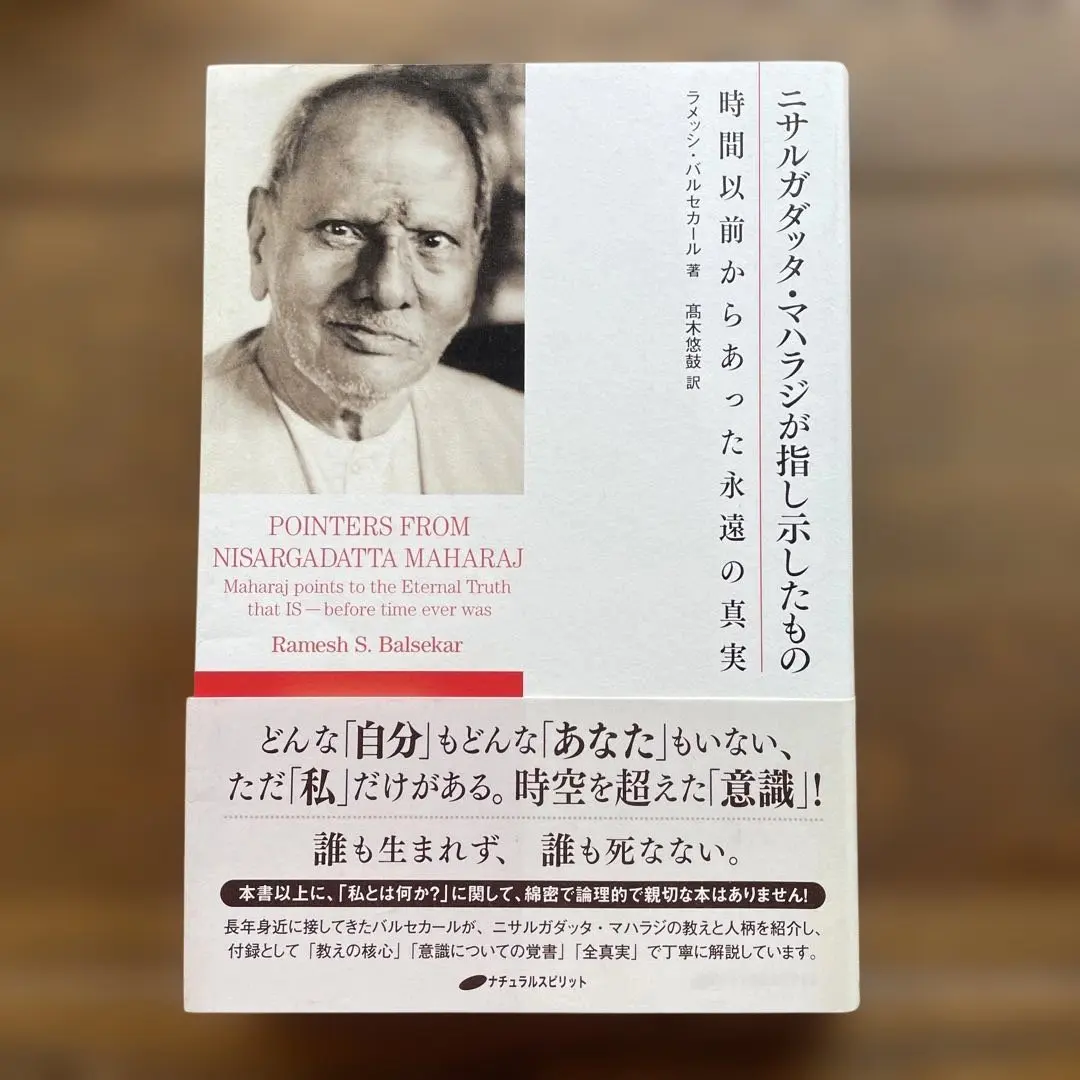 ニサルガダッタ・マハラジが指し示したもの
時間以前からあった永遠の真実
ラメッシ・バルセカール 著 髙木悠鼓 訳
POINTERS FROM
NISARGADATTA MAHARAJ
Maharaj points to the Eternal Truth
that IS — before time ever was
Ramesh S. Balsekar
どんな「自分」もどんな「あなた」もいない、
ただ「私」だけがある。時空を超えた「意識」!
誰も生まれず、 誰も死なない。
本書以上に、「私とは何か?」に関して、綿密で論理的で親切な本はありません!
長年身近に接してきたバルセカールが、ニサルガダッタ・マハラジの教えと人柄を紹介し、
付録として「教えの核心」「意識についての覚書」「全真実」で丁寧に解説しています。
ナチュラルスピリット